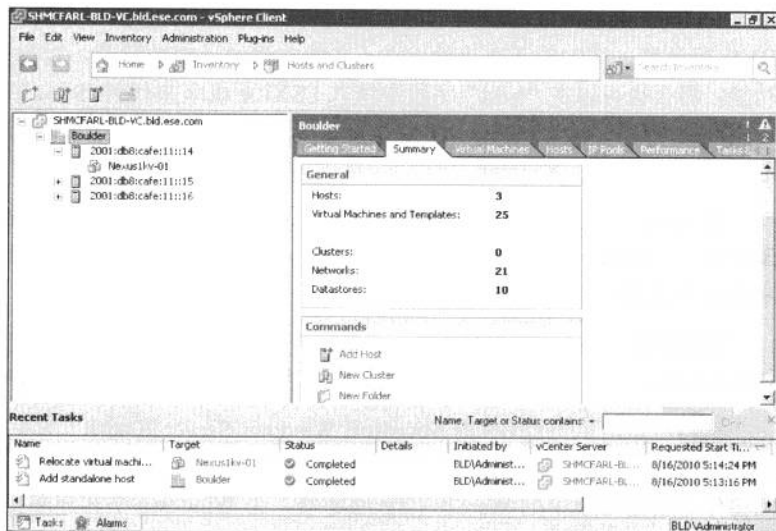 SHMCFARL-BLD-VC.bld.ese.com - vSphere Client
File Edit View Inventory Administration Plug-ins Help
Home Inventory Hosts and Clusters
Search Inventory
SHMCFARL-BLD-VC.bld.ese.com
Boulder
2001:db8:cafe:11::14
Nexus1kv-01
2001:db8:cafe:11::15
2001:db8:cafe:11::16
Boulder
Getting Started Summary Virtual Machines Hosts IP Pools Performance Tasks &
General
Hosts: 3
Virtual Machines and Templates: 25
Clusters: 0
Networks: 21
Datastores: 10
Commands
Add Host
New Cluster
New Folder
Recent Tasks
Name, Target or Status contains:
Name Target Status Details Initiated by vCenter Server Requested Start Ti...
Relocate virtual machi... Nexus1kv-01 Completed BLD\Administ... SHMCFARL-BL... 8/16/2010 5:14:24 PM
Add standalone host Boulder Completed BLD\Administ... SHMCFARL-BL... 8/16/2010 5:13:16 PM
Tasks Alarms
BLD\Administrator